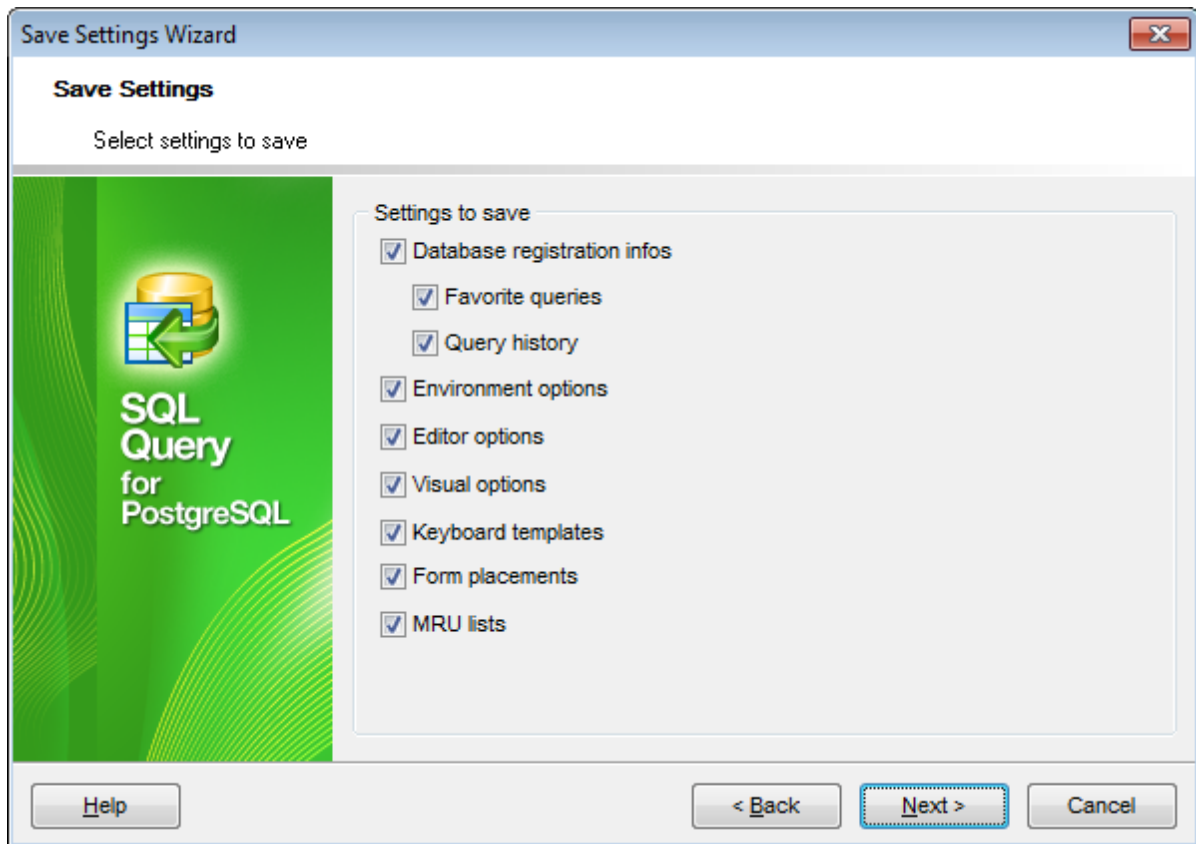 Save Settings Wizard
Save Settings
Select settings to save
SQL
Query
for
PostgreSQL
Settings to save
Database registration infos
Favorite queries
Query history
Environment options
Editor options
Visual options
Keyboard templates
Form placements
MRU lists
Help
< Back
Next >
Cancel